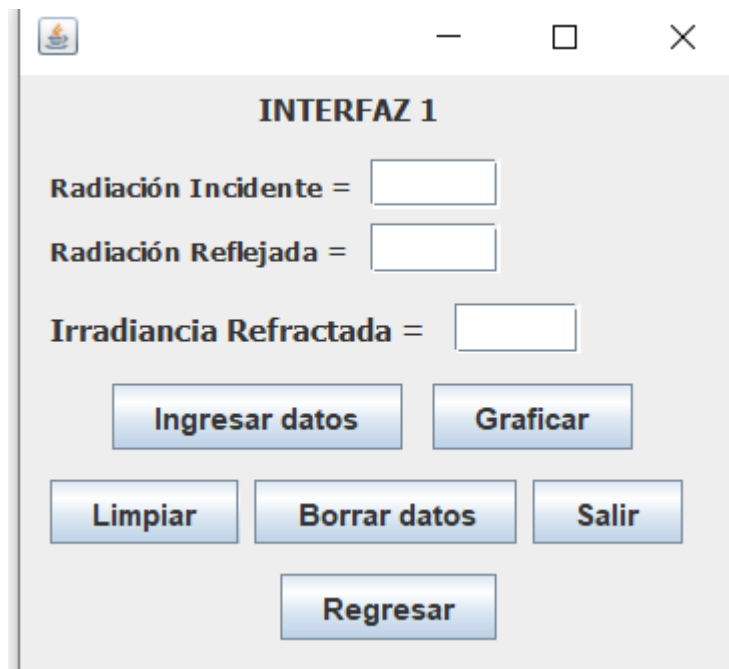 INTERFAZ 1
Radiación Incidente =
Radiación Reflejada =
Irradiancia Refractada =
Ingresar datos Graficar
Limpiar Borrar datos Salir
Regresar